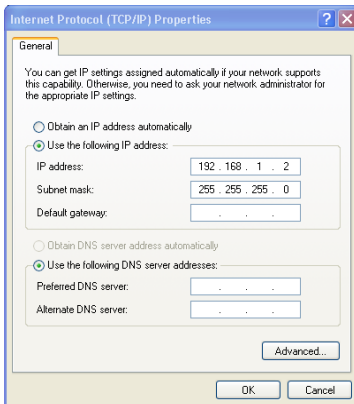 Internet Protocol (TCP/IP) Properties
General
You can get IP settings assigned automatically if your network supports
this capability. Otherwise, you need to ask your network administrator for
the appropriate IP settings.
Obtain an IP address automatically
Use the following IP address:
IP address: 192 . 168 . 1 . 2
Subnet mask: 255 . 255 . 255 . 0
Default gateway: . . .
Obtain DNS server address automatically
Use the following DNS server addresses:
Preferred DNS server: . . .
Alternate DNS server: . . .
Advanced...
OK Cancel